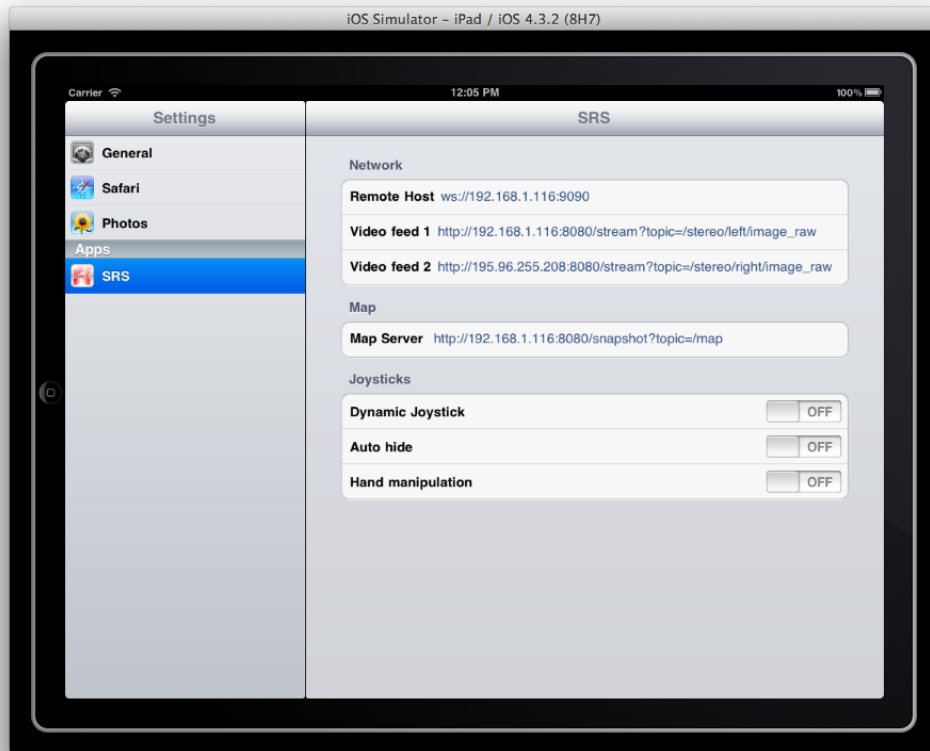 iOS Simulator – iPad / iOS 4.3.2 (8H7)
Carrier 12:05 PM 100%
Settings
SRS
General
Safari
Photos
Apps
SRS
Network
Remote Host ws://192.168.1.116:9090
Video feed 1 http://192.168.1.116:8080/stream?topic=/stereo/left/image_raw
Video feed 2 http://195.96.255.208:8080/stream?topic=/stereo/right/image_raw
Map
Map Server http://192.168.1.116:8080/snapshot?topic=/map
Joysticks
Dynamic Joystick OFF
Auto hide OFF
Hand manipulation OFF